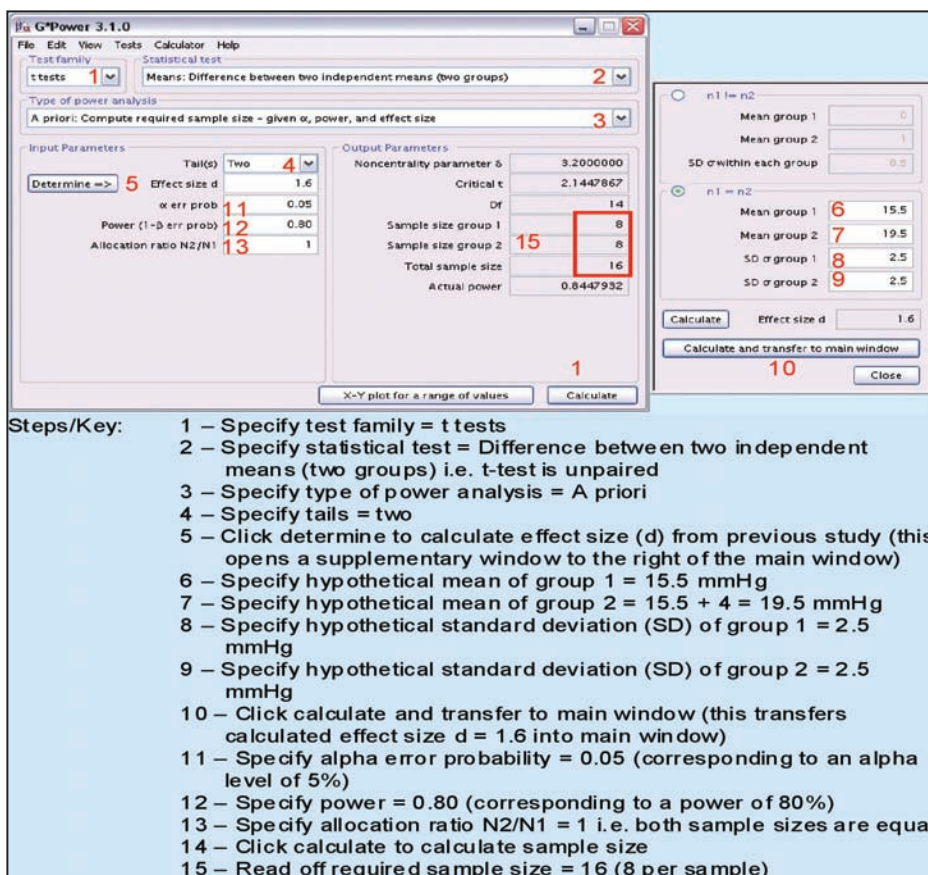 G*Power 3.1.0
File Edit View Tests Calculator Help
Test family
Statistical test
t tests 1
Means: Difference between two independent means (two groups) 2
Type of power analysis
A priori: Compute required sample size - given α, power, and effect size 3
Input Parameters
Tail(s) Two 4
Determine => 5 Effect size d 1.6
α err prob 11 0.05
Power (1-β err prob) 12 0.80
Allocation ratio N2/N1 13 1
Output Parameters
Noncentrality parameter δ 3.2000000
Critical t 2.1447867
Df 14
Sample size group 1 8
Sample size group 2 15 8
Total sample size 16
Actual power 0.8447932
1
X-Y plot for a range of values
Calculate
n1 != n2
Mean group 1 0
Mean group 2 1
SD σ within each group 0.5
n1 = n2
Mean group 1 6 15.5
Mean group 2 7 19.5
SD σ group 1 8 2.5
SD σ group 2 9 2.5
Calculate Effect size d 1.6
Calculate and transfer to main window
10
Close
Steps/Key: 1 – Specify test family = t tests
2 – Specify statistical test = Difference between two independent
means (two groups) i.e. t-test is unpaired
3 – Specify type of power analysis = A priori
4 – Specify tails = two
5 – Click determine to calculate effect size (d) from previous study (this
opens a supplementary window to the right of the main window)
6 – Specify hypothetical mean of group 1 = 15.5 mmHg
7 – Specify hypothetical mean of group 2 = 15.5 + 4 = 19.5 mmHg
8 – Specify hypothetical standard deviation (SD) of group 1 = 2.5
mmHg
9 – Specify hypothetical standard deviation (SD) of group 2 = 2.5
mmHg
10 – Click calculate and transfer to main window (this transfers
calculated effect size d = 1.6 into main window)
11 – Specify alpha error probability = 0.05 (corresponding to an alpha
level of 5%)
12 – Specify power = 0.80 (corresponding to a power of 80%)
13 – Specify allocation ratio N2/N1 = 1 i.e. both sample sizes are equa
14 – Click calculate to calculate sample size
15 – Read off required sample size = 16 (8 per sample)